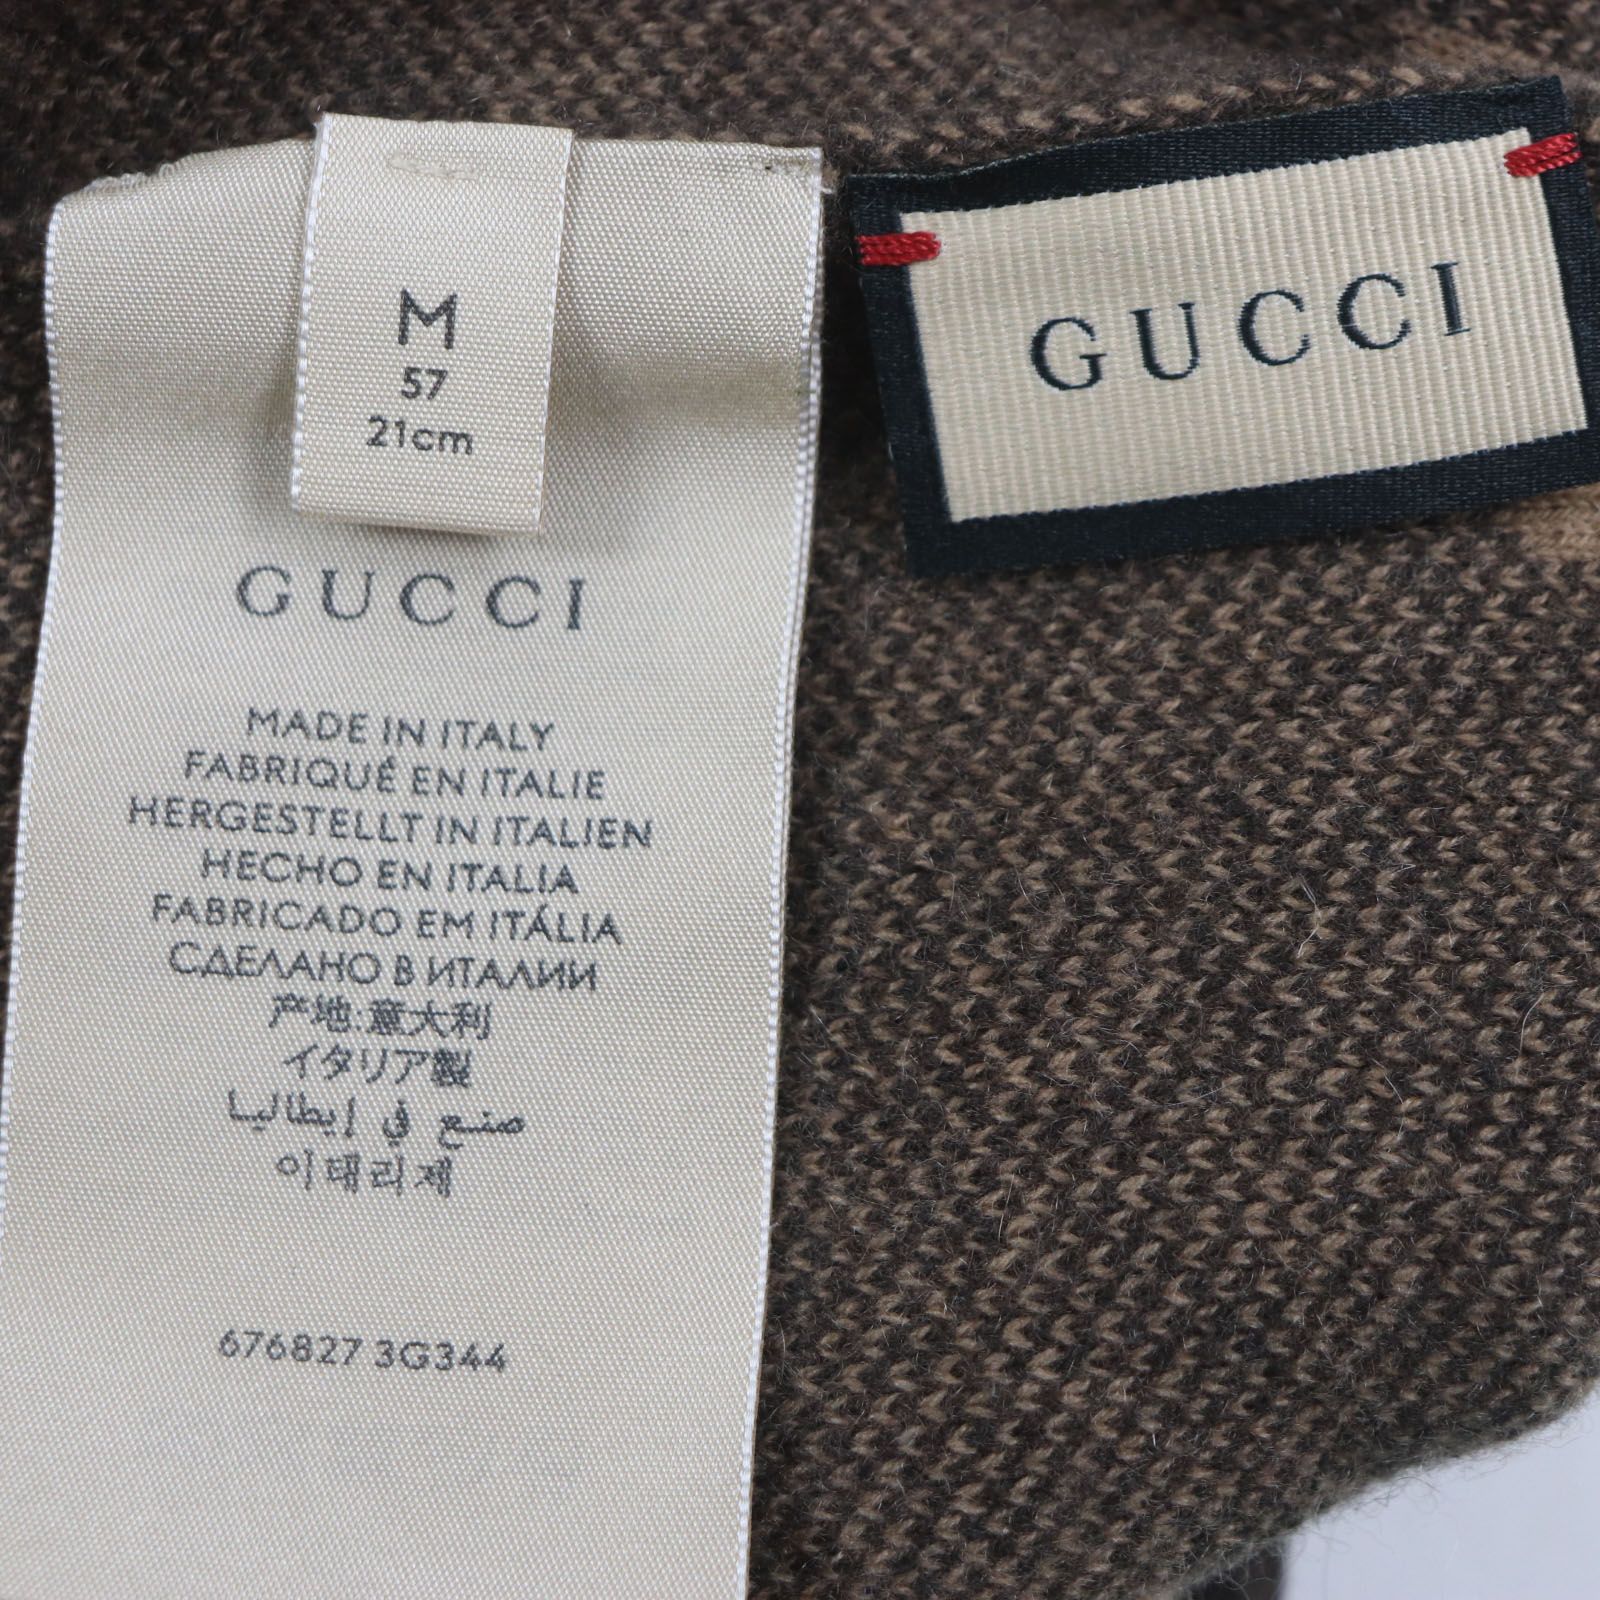 M
57
21cm
GUCCI
MADE IN ITALY
FABRIQUÉ EN ITALIE
HERGESTELLT IN ITALIEN
HECHO EN ITALIA
FABRICADO EM ITÁLIA
СДЕЛАНО В ИТАЛИИ
产地:意大利
イタリア製
صنع في إيطاليا
이태리제
676827 3G344
GUCCI